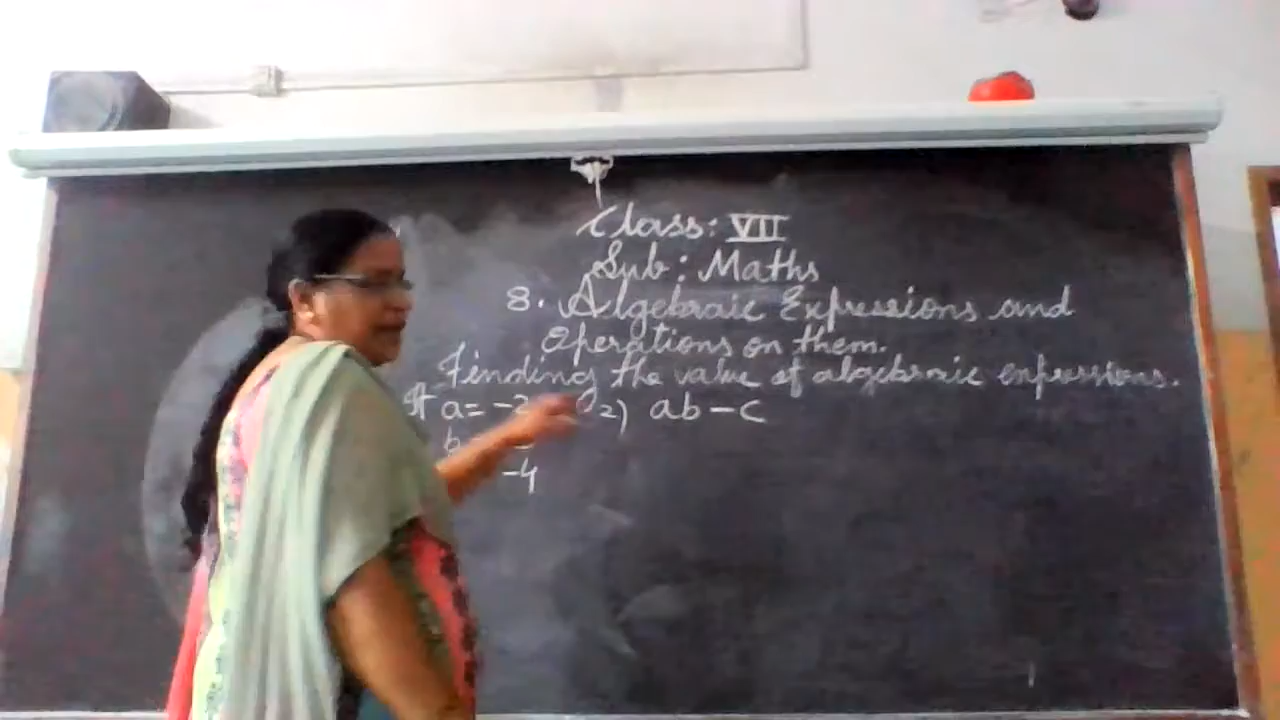 Class: VII
Sub: Maths
8. Algebraic Expressions and
Operations on them.
Finding the value of algebraic expressions.
If a = -2 2) ab - c
b
-4